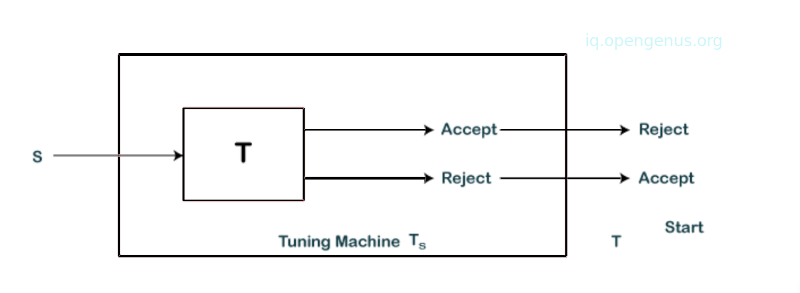 iq.opengenus.org
Accept
Reject
S
T
Reject
Accept
Start
Tuning Machine Ts
T